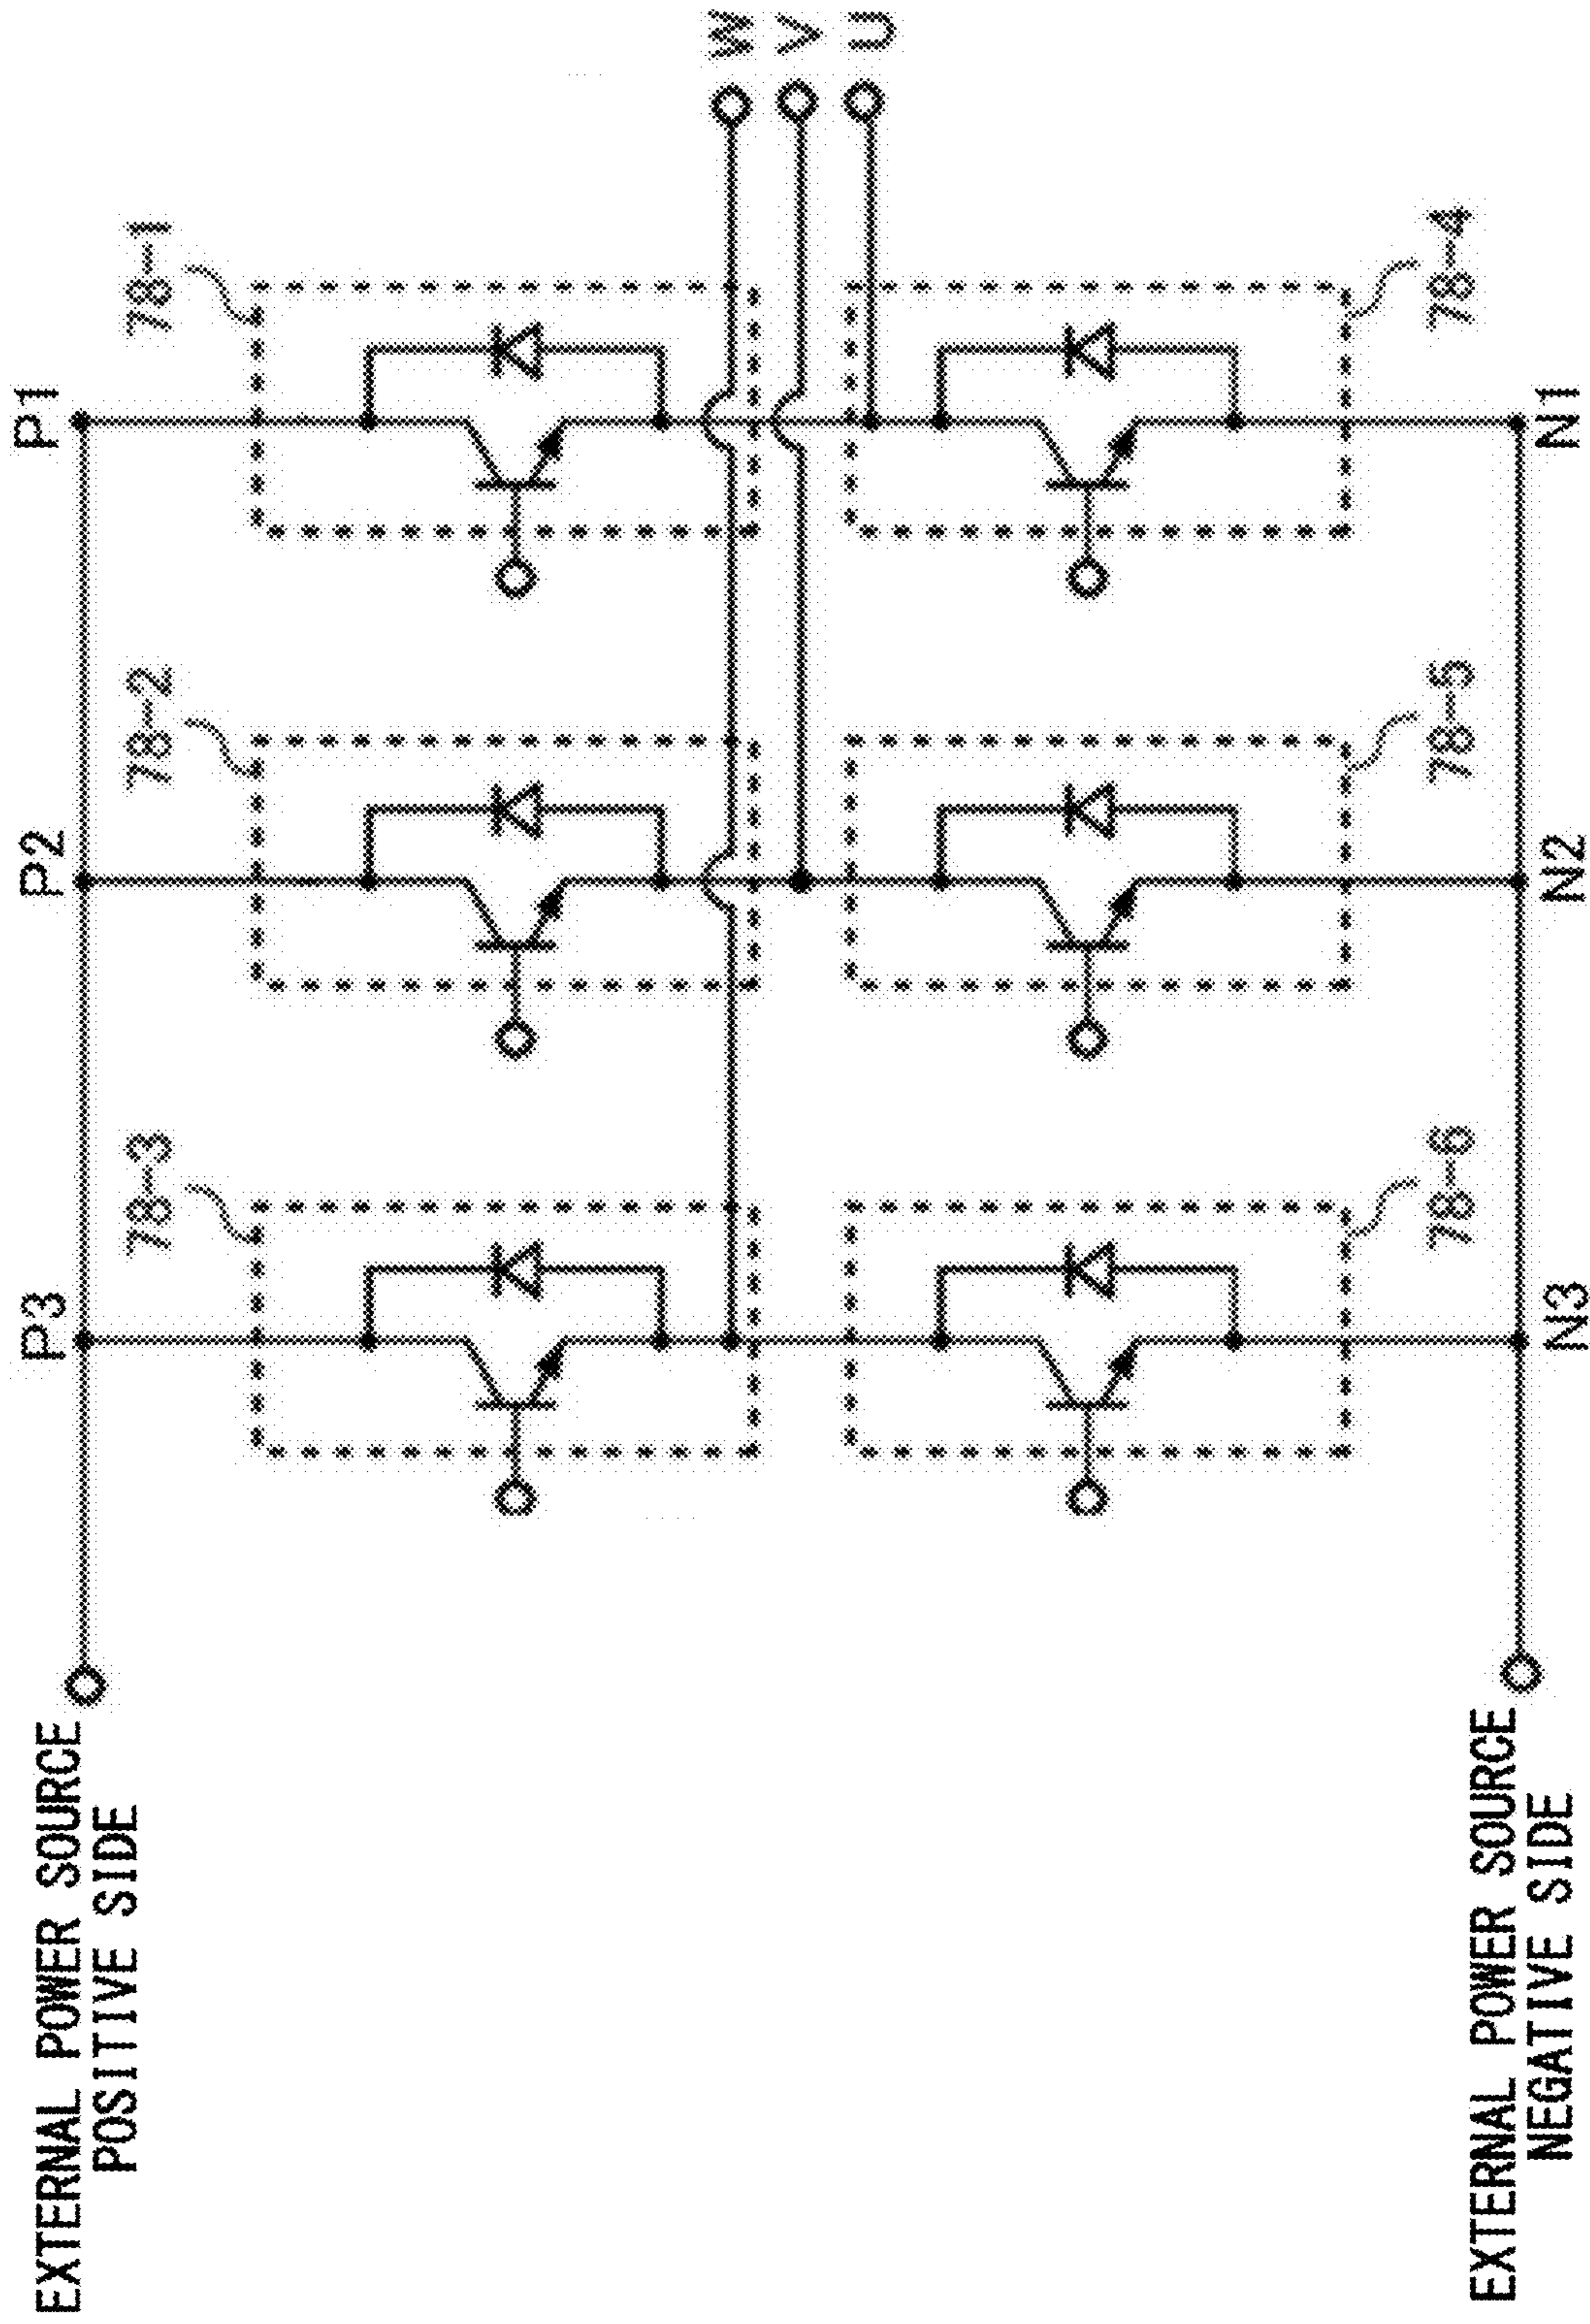 EXTERNAL POWER SOURCE
POSITIVE SIDE
P3
P2
P1
78-3
78-2
78-1
W
V
U
78-6
78-5
78-4
N3
N2
N1
EXTERNAL POWER SOURCE
NEGATIVE SIDE